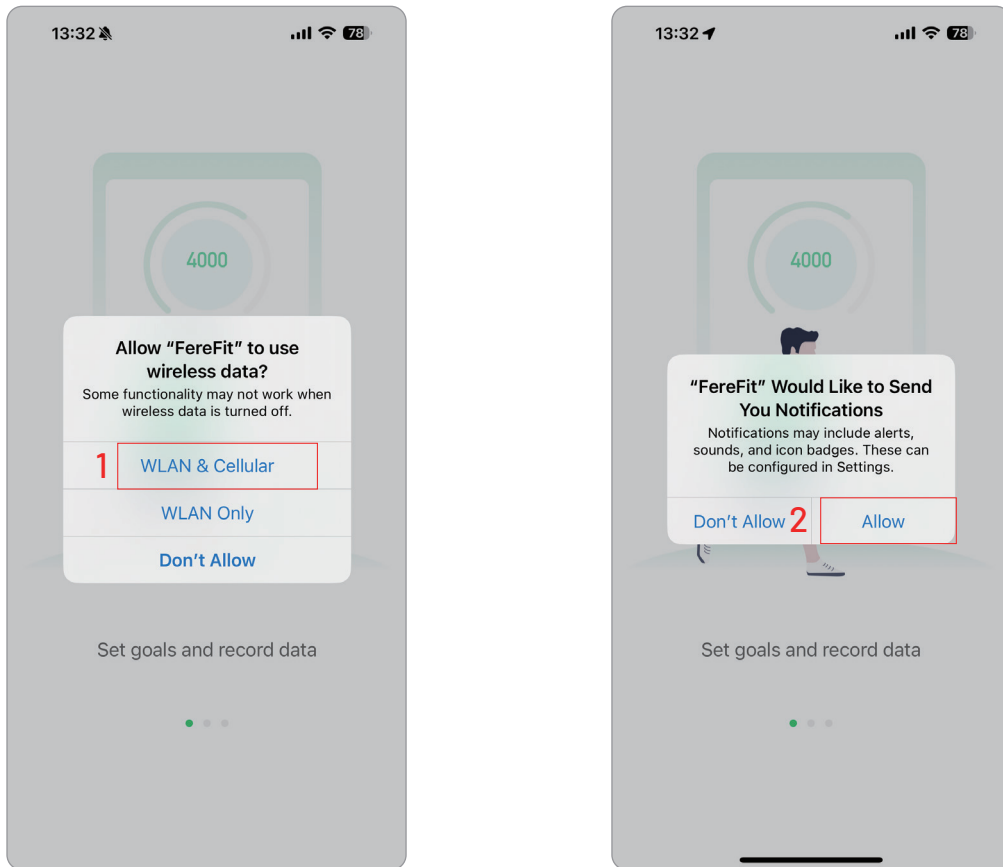 13:32
78
4000
Allow “FereFit” to use
wireless data?
Some functionality may not work when
wireless data is turned off.
1
WLAN & Cellular
WLAN Only
Don’t Allow
Set goals and record data
13:32
78
4000
“FereFit” Would Like to Send
You Notifications
Notifications may include alerts,
sounds, and icon badges. These can
be configured in Settings.
Don’t Allow
2
Allow
Set goals and record data